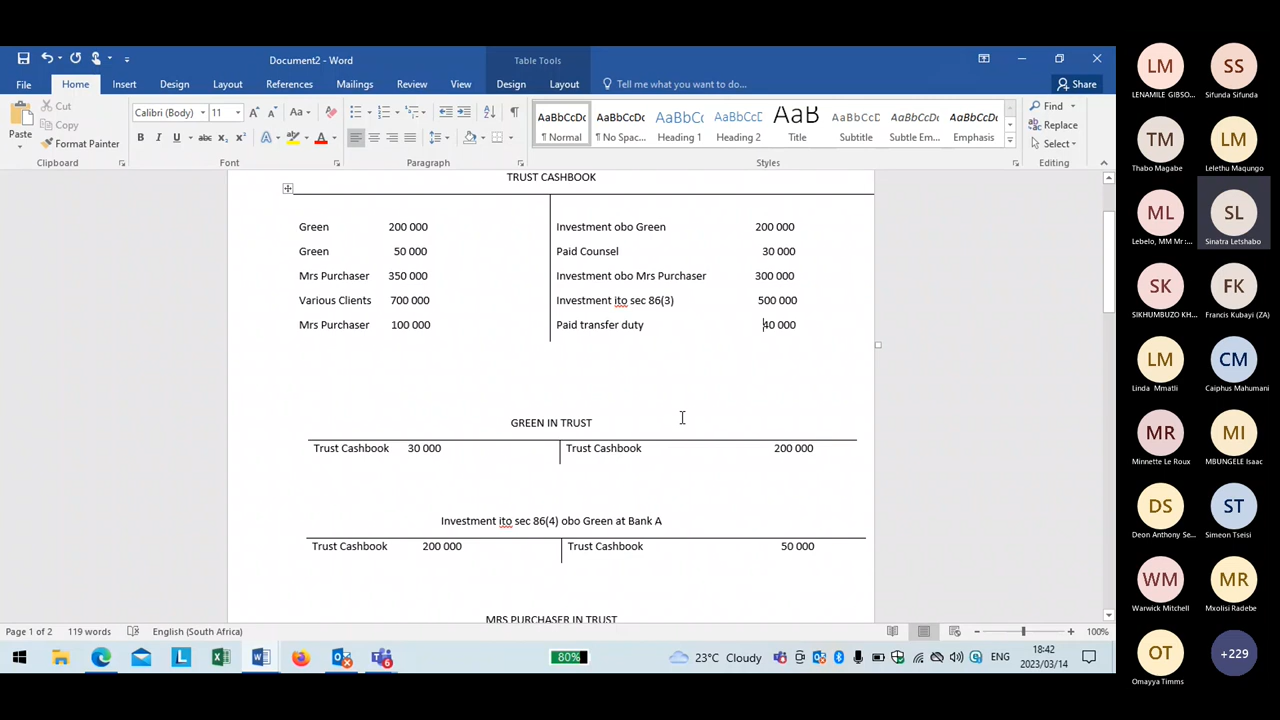 Document2 - Word
Table Tools
File Home Insert Design Layout References Mailings Review View Design Layout Tell me what you want to do... Share
Paste
Cut
Copy
Format Painter
Calibri (Body) 11
AaBbCcDc AaBbCcDc AaBbCc AaBbCcD AaB AaBbCcD AaBbCcDc AaBbCcDc
¶ Normal ¶ No Spac... Heading 1 Heading 2 Title Subtitle Subtle Em... Emphasis
Find
Replace
Select
Clipboard Font Paragraph Styles Editing
TRUST CASHBOOK
Green 200 000 Investment obo Green 200 000
Green 50 000 Paid Counsel 30 000
Mrs Purchaser 350 000 Investment obo Mrs Purchaser 300 000
Various Clients 700 000 Investment ito sec 86(3) 500 000
Mrs Purchaser 100 000 Paid transfer duty 40 000
GREEN IN TRUST
Trust Cashbook 30 000 Trust Cashbook 200 000
Investment ito sec 86(4) obo Green at Bank A
Trust Cashbook 200 000 Trust Cashbook 50 000
MRS PURCHASER IN TRUST
Page 1 of 2 119 words English (South Africa) 100%
80% 23°C Cloudy ENG 18:42
2023/03/14
LM SS
LENAMILE GIBSO... Sifunda Sifunda
TM LM
Thabo Magabe Lelethu Maqungo
ML SL
Lebelo, MM Mr :... Sinatra Letshabo
SK FK
SIKHUMBUZO KH... Francis Kubayi (ZA)
LM CM
Linda Mmatli Caiphus Mahumani
MR MI
Minnette Le Roux MBUNGELE Isaac
DS ST
Deon Anthony Se... Simeon Tseisi
WM MR
Warwick Mitchell Mxolisi Radebe
OT +229
Omayya Timms